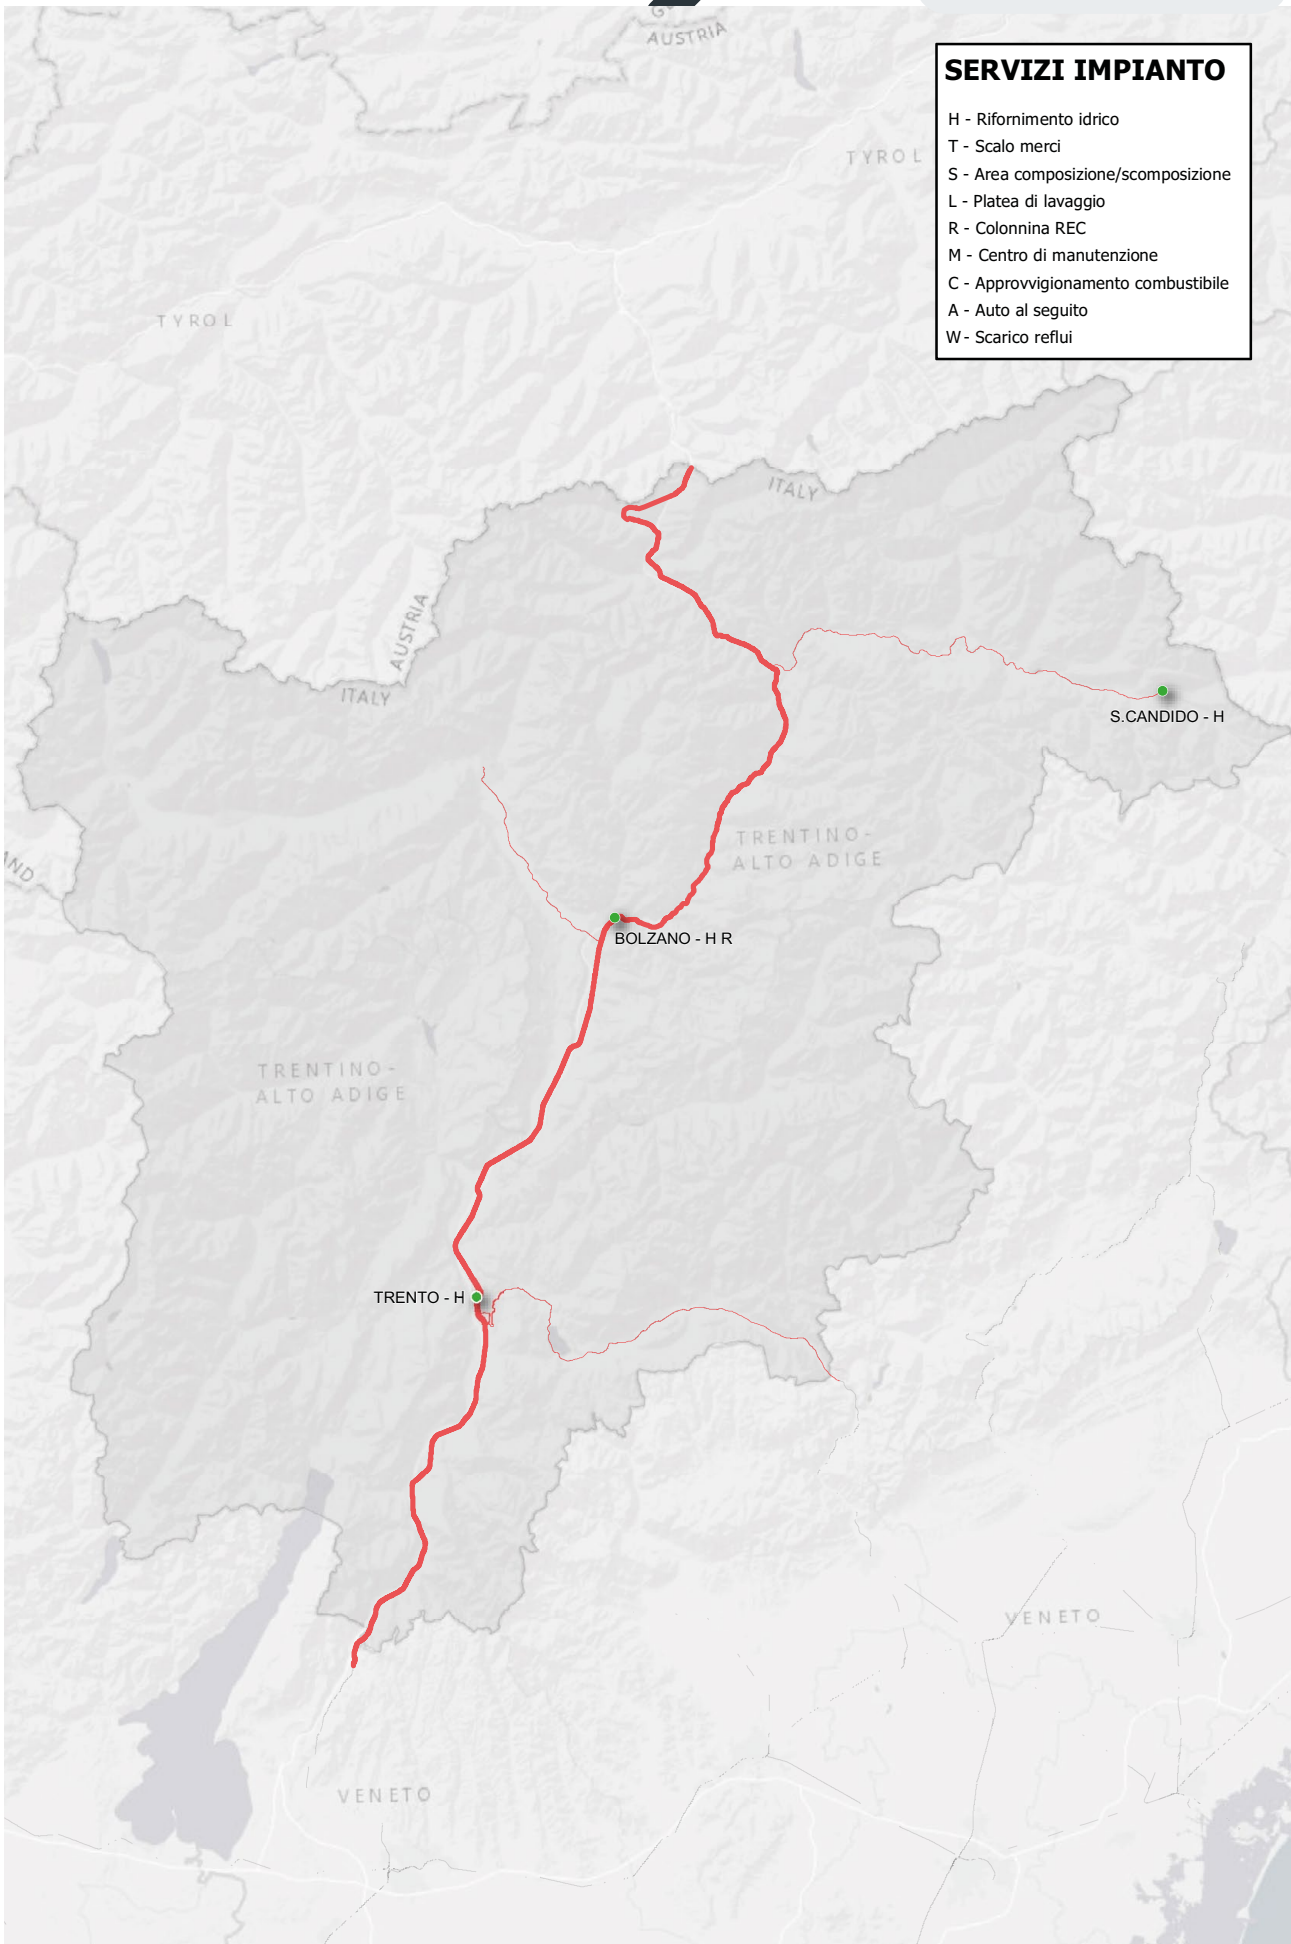 AUSTRIA
SERVIZI IMPIANTO
H - Rifornimento idrico
T - Scalo merci
S - Area composizione/scomposizione
L - Platea di lavaggio
R - Colonnina REC
M - Centro di manutenzione
C - Approvvigionamento combustibile
A - Auto al seguito
W - Scarico reflui
TYROL
TYROL
ITALY
AUSTRIA
ITALY
S.CANDIDO - H
TRENTINO-
ALTO ADIGE
BOLZANO - H R
TRENTINO-
ALTO ADIGE
TRENTO - H
VENETO
VENETO